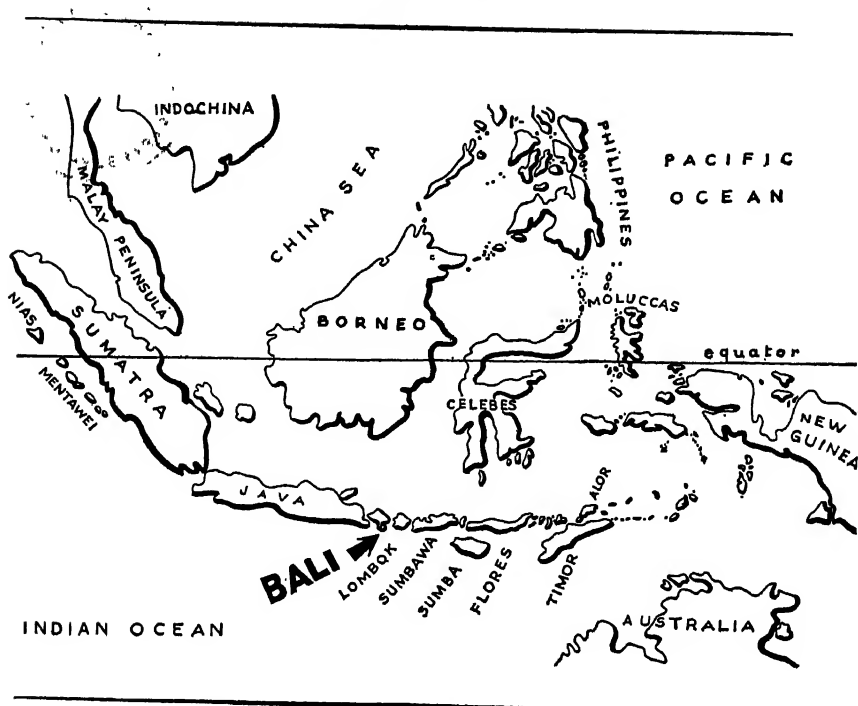 INDOCHINA
MALAY
PENINSULA
CHINA SEA
PHILIPPINES
PACIFIC
OCEAN
NIAS
SUMATRA
MENTAWEI
BORNEO
MOLUCCAS
equator
CELEBES
NEW
GUINEA
JAVA
ALOR
BALI
LOMBOK
SUMBAWA
SUMBA
FLORES
TIMOR
INDIAN OCEAN
AUSTRALIA